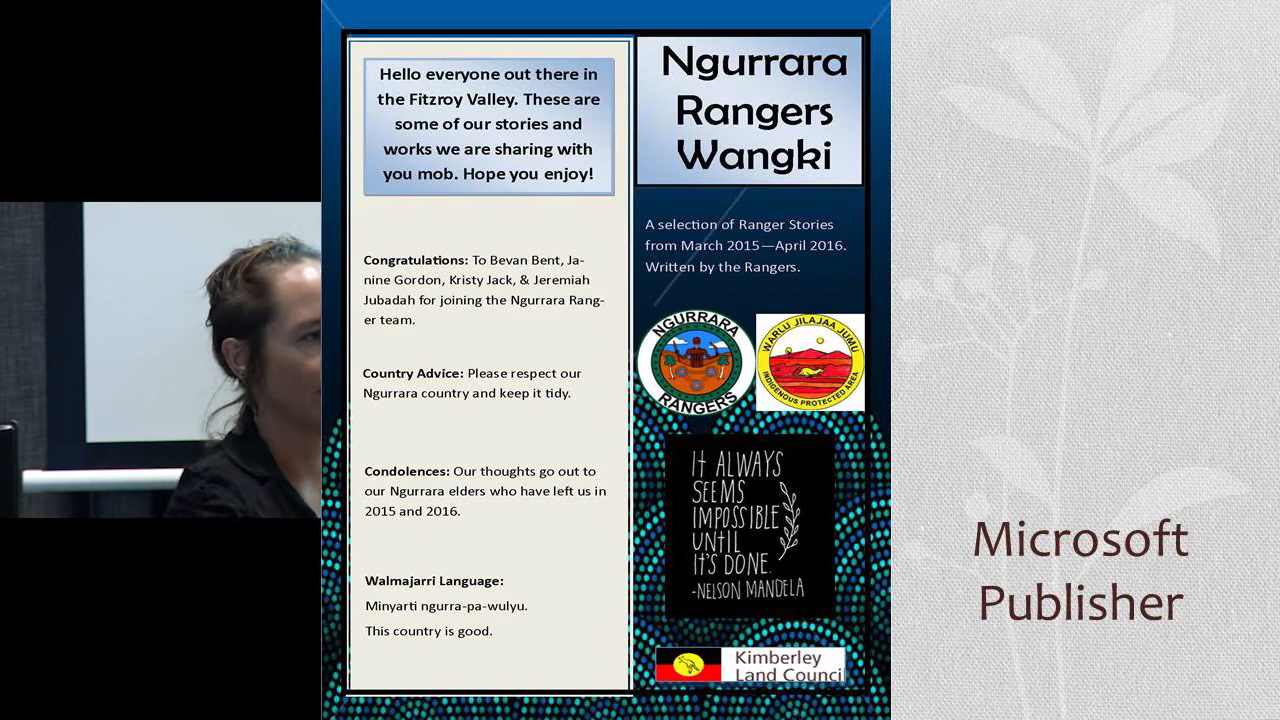 Hello everyone out there in
the Fitzroy Valley. These are
some of our stories and
works we are sharing with
you mob. Hope you enjoy!
Congratulations: To Bevan Bent, Ja-
nine Gordon, Kristy Jack, & Jeremiah
Jubadah for joining the Ngurrara Rang-
er team.
Country Advice: Please respect our
Ngurrara country and keep it tidy.
Condolences: Our thoughts go out to
our Ngurrara elders who have left us in
2015 and 2016.
Walmajarri Language:
Minyarti ngurra-pa-wulyu.
This country is good.
Ngurrara
Rangers
Wangki
A selection of Ranger Stories
from March 2015—April 2016.
Written by the Rangers.
NGURRARA
RANGERS
WARLU JILAJAA JUMU
INDIGENOUS PROTECTED AREA
IT ALWAYS
SEEMS
IMPOSSIBLE
UNTIL
IT'S DONE.
-NELSON MANDELA
Kimberley
Land Council
Microsoft
Publisher